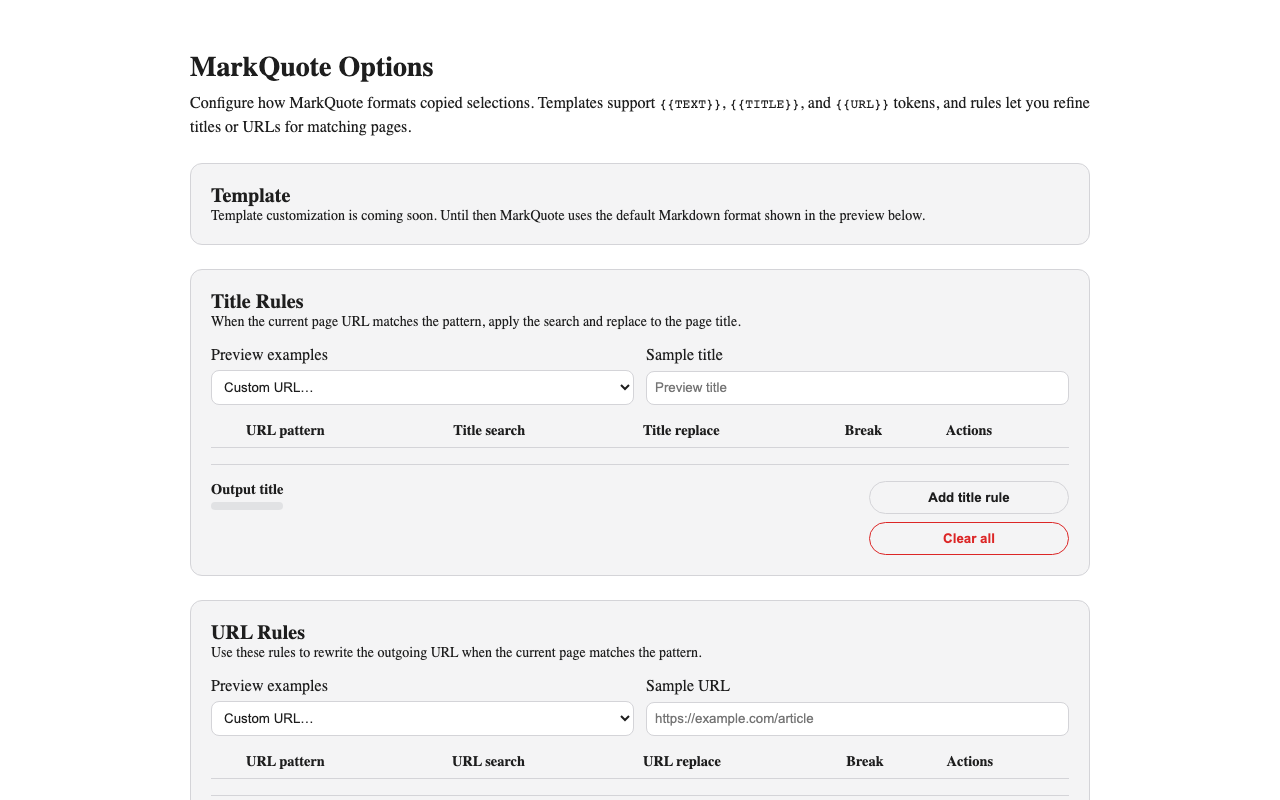 MarkQuote Options
Configure how MarkQuote formats copied selections. Templates support {{TEXT}}, {{TITLE}}, and {{URL}} tokens, and rules let you refine
titles or URLs for matching pages.
Template
Template customization is coming soon. Until then MarkQuote uses the default Markdown format shown in the preview below.
Title Rules
When the current page URL matches the pattern, apply the search and replace to the page title.
Preview examples Sample title
Custom URL… Preview title
URL pattern Title search Title replace Break Actions
Output title
Add title rule
Clear all
URL Rules
Use these rules to rewrite the outgoing URL when the current page matches the pattern.
Preview examples Sample URL
Custom URL… https://example.com/article
URL pattern URL search URL replace Break Actions